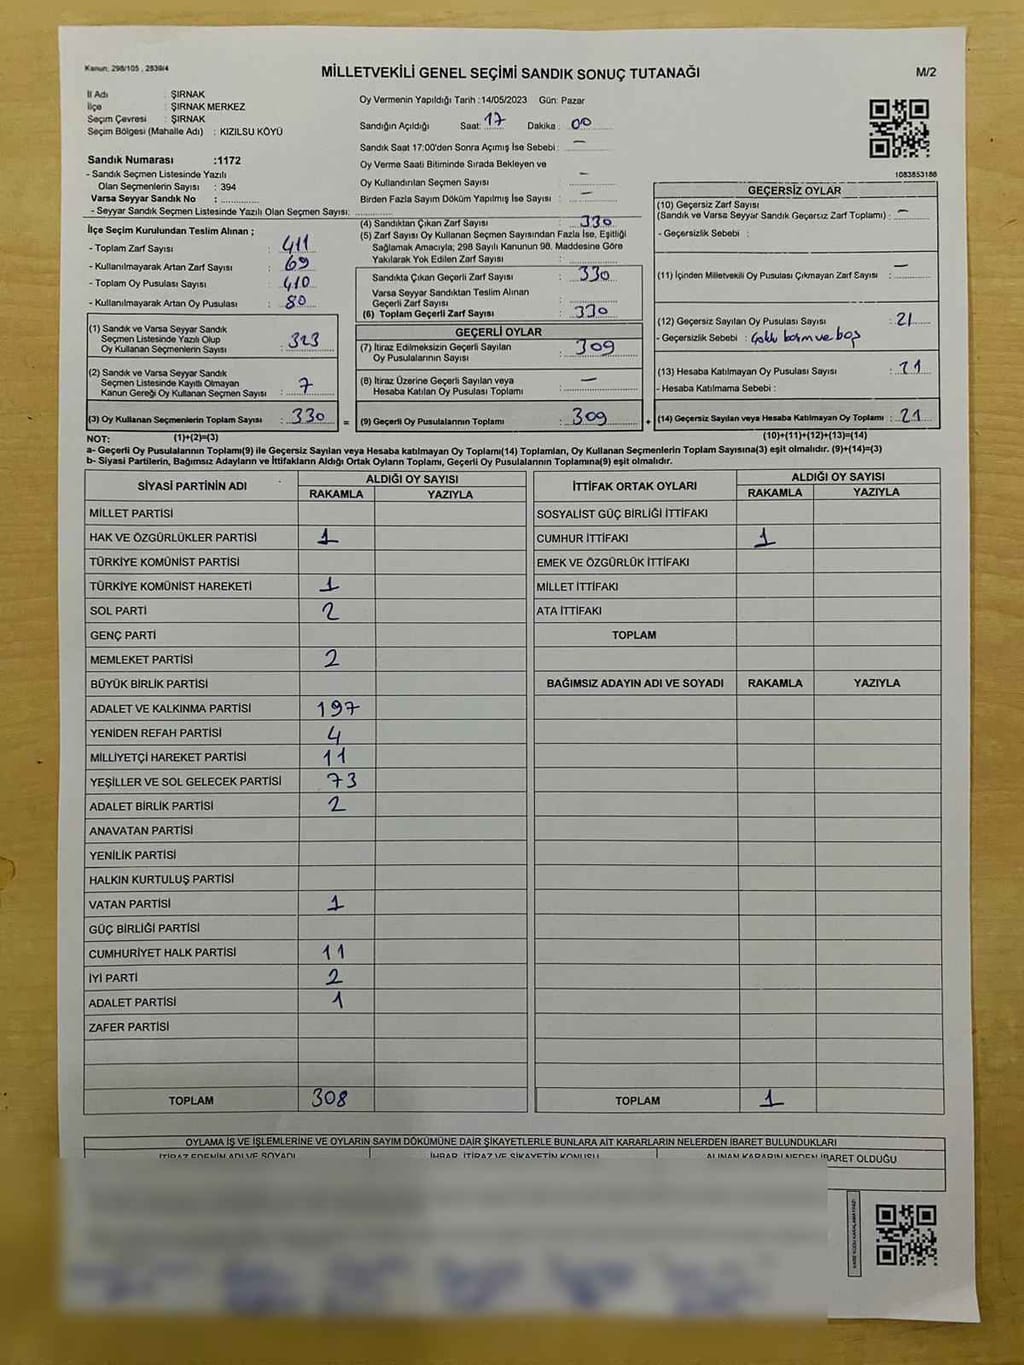 Kanun: 298/105 , 2839/4
MİLLETVEKİLİ GENEL SEÇİMİ SANDIK SONUÇ TUTANAĞI
M/2
İl Adı : ŞIRNAK
İlçe : ŞIRNAK MERKEZ
Seçim Çevresi : ŞIRNAK
Seçim Bölgesi (Mahalle Adı) : KIZILSU KÖYÜ
Sandık Numarası :1172
- Sandık Seçmen Listesinde Yazılı
Olan Seçmenlerin Sayısı : 394
Varsa Seyyar Sandık No :
- Seyyar Sandık Seçmen Listesinde Yazılı Olan Seçmen Sayısı:
Oy Vermenin Yapıldığı Tarih :14/05/2023 Gün: Pazar
Sandığın Açıldığı Saat: 17 Dakika : 00
Sandık Saat 17:00'den Sonra Açımış İse Sebebi : —
Oy Verme Saati Bitiminde Sırada Bekleyen ve
Oy Kullandırılan Seçmen Sayısı : —
Birden Fazla Sayım Döküm Yapılmış İse Sayısı : —
1083853186
İlçe Seçim Kurulundan Teslim Alınan ;
- Toplam Zarf Sayısı : 411
- Kullanılmayarak Artan Zarf Sayısı : 69
- Toplam Oy Pusulası Sayısı : 410
- Kullanılmayarak Artan Oy Pusulası : 80
(1) Sandık ve Varsa Seyyar Sandık
Seçmen Listesinde Yazılı Olup
Oy Kullanan Seçmenlerin Sayısı : 323
(2) Sandık ve Varsa Seyyar Sandık
Seçmen Listesinde Kayıtlı Olmayan
Kanun Gereği Oy Kullanan Seçmen Sayısı : 7
(3) Oy Kullanan Seçmenlerin Toplam Sayısı : 330 =
(4) Sandıktan Çıkan Zarf Sayısı : 330
(5) Zarf Sayısı Oy Kullanan Seçmen Sayısından Fazla İse, Eşitliği
Sağlamak Amacıyla; 298 Sayılı Kanunun 98. Maddesine Göre
Yakılarak Yok Edilen Zarf Sayısı :
Sandıkta Çıkan Geçerli Zarf Sayısı : 330
Varsa Seyyar Sandıktan Teslim Alınan
Geçerli Zarf Sayısı :
(6) Toplam Geçerli Zarf Sayısı : 330
GEÇERLİ OYLAR
(7) İtiraz Edilmeksizin Geçerli Sayılan
Oy Pusulalarının Sayısı : 309
(8) İtiraz Üzerine Geçerli Sayılan veya
Hesaba Katılan Oy Pusulası Toplamı : —
(9) Geçerli Oy Pusulalarının Toplamı : 309 +
GEÇERSİZ OYLAR
(10) Geçersiz Zarf Sayısı
(Sandık ve Varsa Seyyar Sandık Geçersiz Zarf Toplamı) : —
- Geçersizlik Sebebi :
(11) İçinden Milletvekili Oy Pusulası Çıkmayan Zarf Sayısı : —
(12) Geçersiz Sayılan Oy Pusulası Sayısı : 21
- Geçersizlik Sebebi : ve boş
(13) Hesaba Katılmayan Oy Pusulası Sayısı :
- Hesaba Katılmama Sebebi :
(14) Geçersiz Sayılan veya Hesaba Katılmayan Oy Toplamı : 21
NOT: (1)+(2)=(3)
(10)+(11)+(12)+(13)=(14)
a- Geçerli Oy Pusulalarının Toplamı(9) ile Geçersiz Sayılan veya Hesaba katılmayan Oy Toplamı(14) Toplamları, Oy Kullanan Seçmenlerin Toplam Sayısına(3) eşit olmalıdır. (9)+(14)=(3)
b- Siyasi Partilerin, Bağımsız Adayların ve İttifakların Aldığı Ortak Oyların Toplamı, Geçerli Oy Pusulalarının Toplamına(9) eşit olmalıdır.
SİYASİ PARTİNİN ADI
ALDIĞI OY SAYISI
RAKAMLA YAZIYLA
MİLLET PARTİSİ
HAK VE ÖZGÜRLÜKLER PARTİSİ 1
TÜRKİYE KOMÜNİST PARTİSİ
TÜRKİYE KOMÜNİST HAREKETİ 1
SOL PARTİ 2
GENÇ PARTİ
MEMLEKET PARTİSİ 2
BÜYÜK BİRLİK PARTİSİ
ADALET VE KALKINMA PARTİSİ 197
YENİDEN REFAH PARTİSİ 4
MİLLİYETÇİ HAREKET PARTİSİ 11
YEŞİLLER VE SOL GELECEK PARTİSİ 73
ADALET BİRLİK PARTİSİ 2
ANAVATAN PARTİSİ
YENİLİK PARTİSİ
HALKIN KURTULUŞ PARTİSİ
VATAN PARTİSİ 1
GÜÇ BİRLİĞİ PARTİSİ
CUMHURİYET HALK PARTİSİ 11
İYİ PARTİ 2
ADALET PARTİSİ 1
ZAFER PARTİSİ
TOPLAM 308
İTTİFAK ORTAK OYLARI
ALDIĞI OY SAYISI
RAKAMLA YAZIYLA
SOSYALİST GÜÇ BİRLİĞİ İTTİFAKI
CUMHUR İTTİFAKI 1
EMEK VE ÖZGÜRLÜK İTTİFAKI
MİLLET İTTİFAKI
ATA İTTİFAKI
TOPLAM
BAĞIMSIZ ADAYIN ADI VE SOYADI RAKAMLA YAZIYLA
TOPLAM 1
OYLAMA İŞ VE İŞLEMLERİNE VE OYLARIN SAYIM DÖKÜMÜNE DAİR ŞİKAYETLERLE BUNLARA AİT KARARLARIN NELERDEN İBARET BULUNDUKLARI
İTİRAZ EDENİN ADI VE SOYADI İHBAR, İTİRAZ VE ŞİKAYETİN KONUSU ALINAN KARARIN NEDEN İBARET OLDUĞU